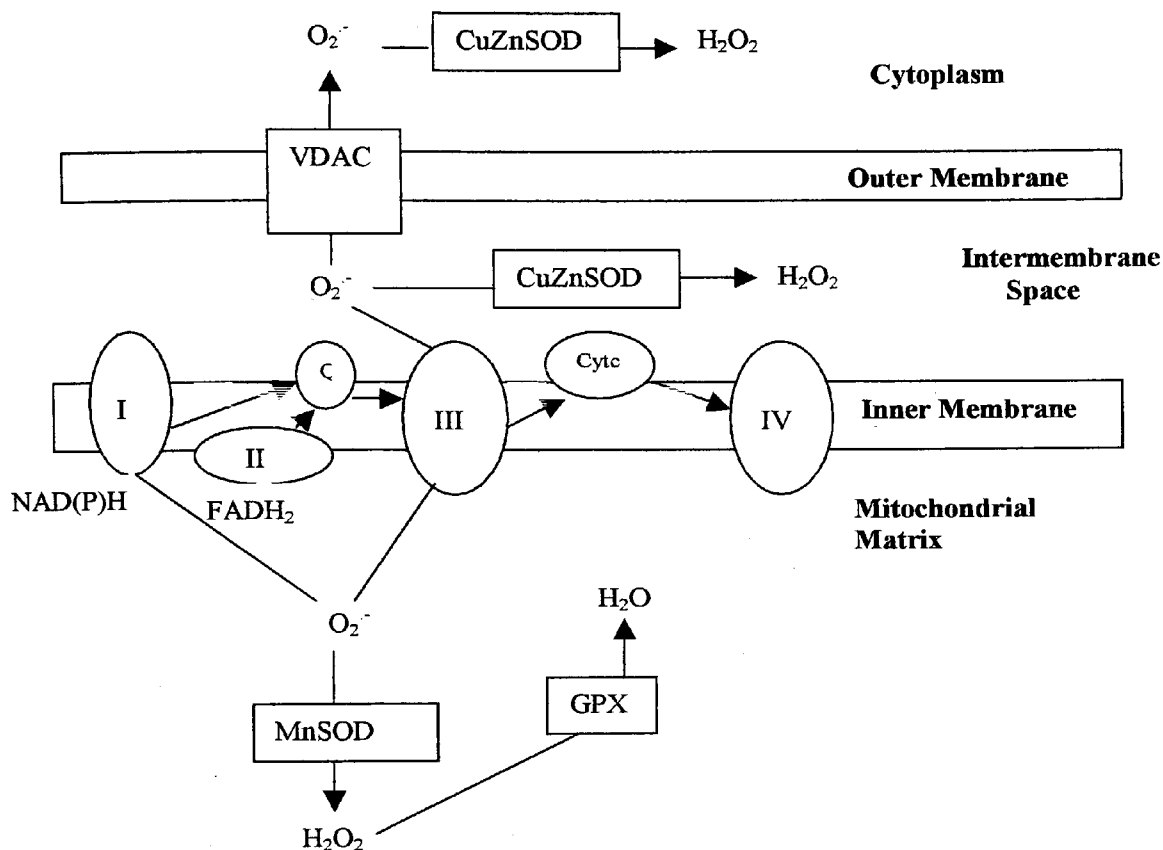 O₂·⁻ CuZnSOD H₂O₂
Cytoplasm
VDAC
Outer Membrane
Intermembrane
Space
O₂·⁻ CuZnSOD H₂O₂
Q
Cytc
I
III
IV
Inner Membrane
II
NAD(P)H
FADH₂
Mitochondrial
Matrix
O₂·⁻
H₂O
GPX
MnSOD
H₂O₂